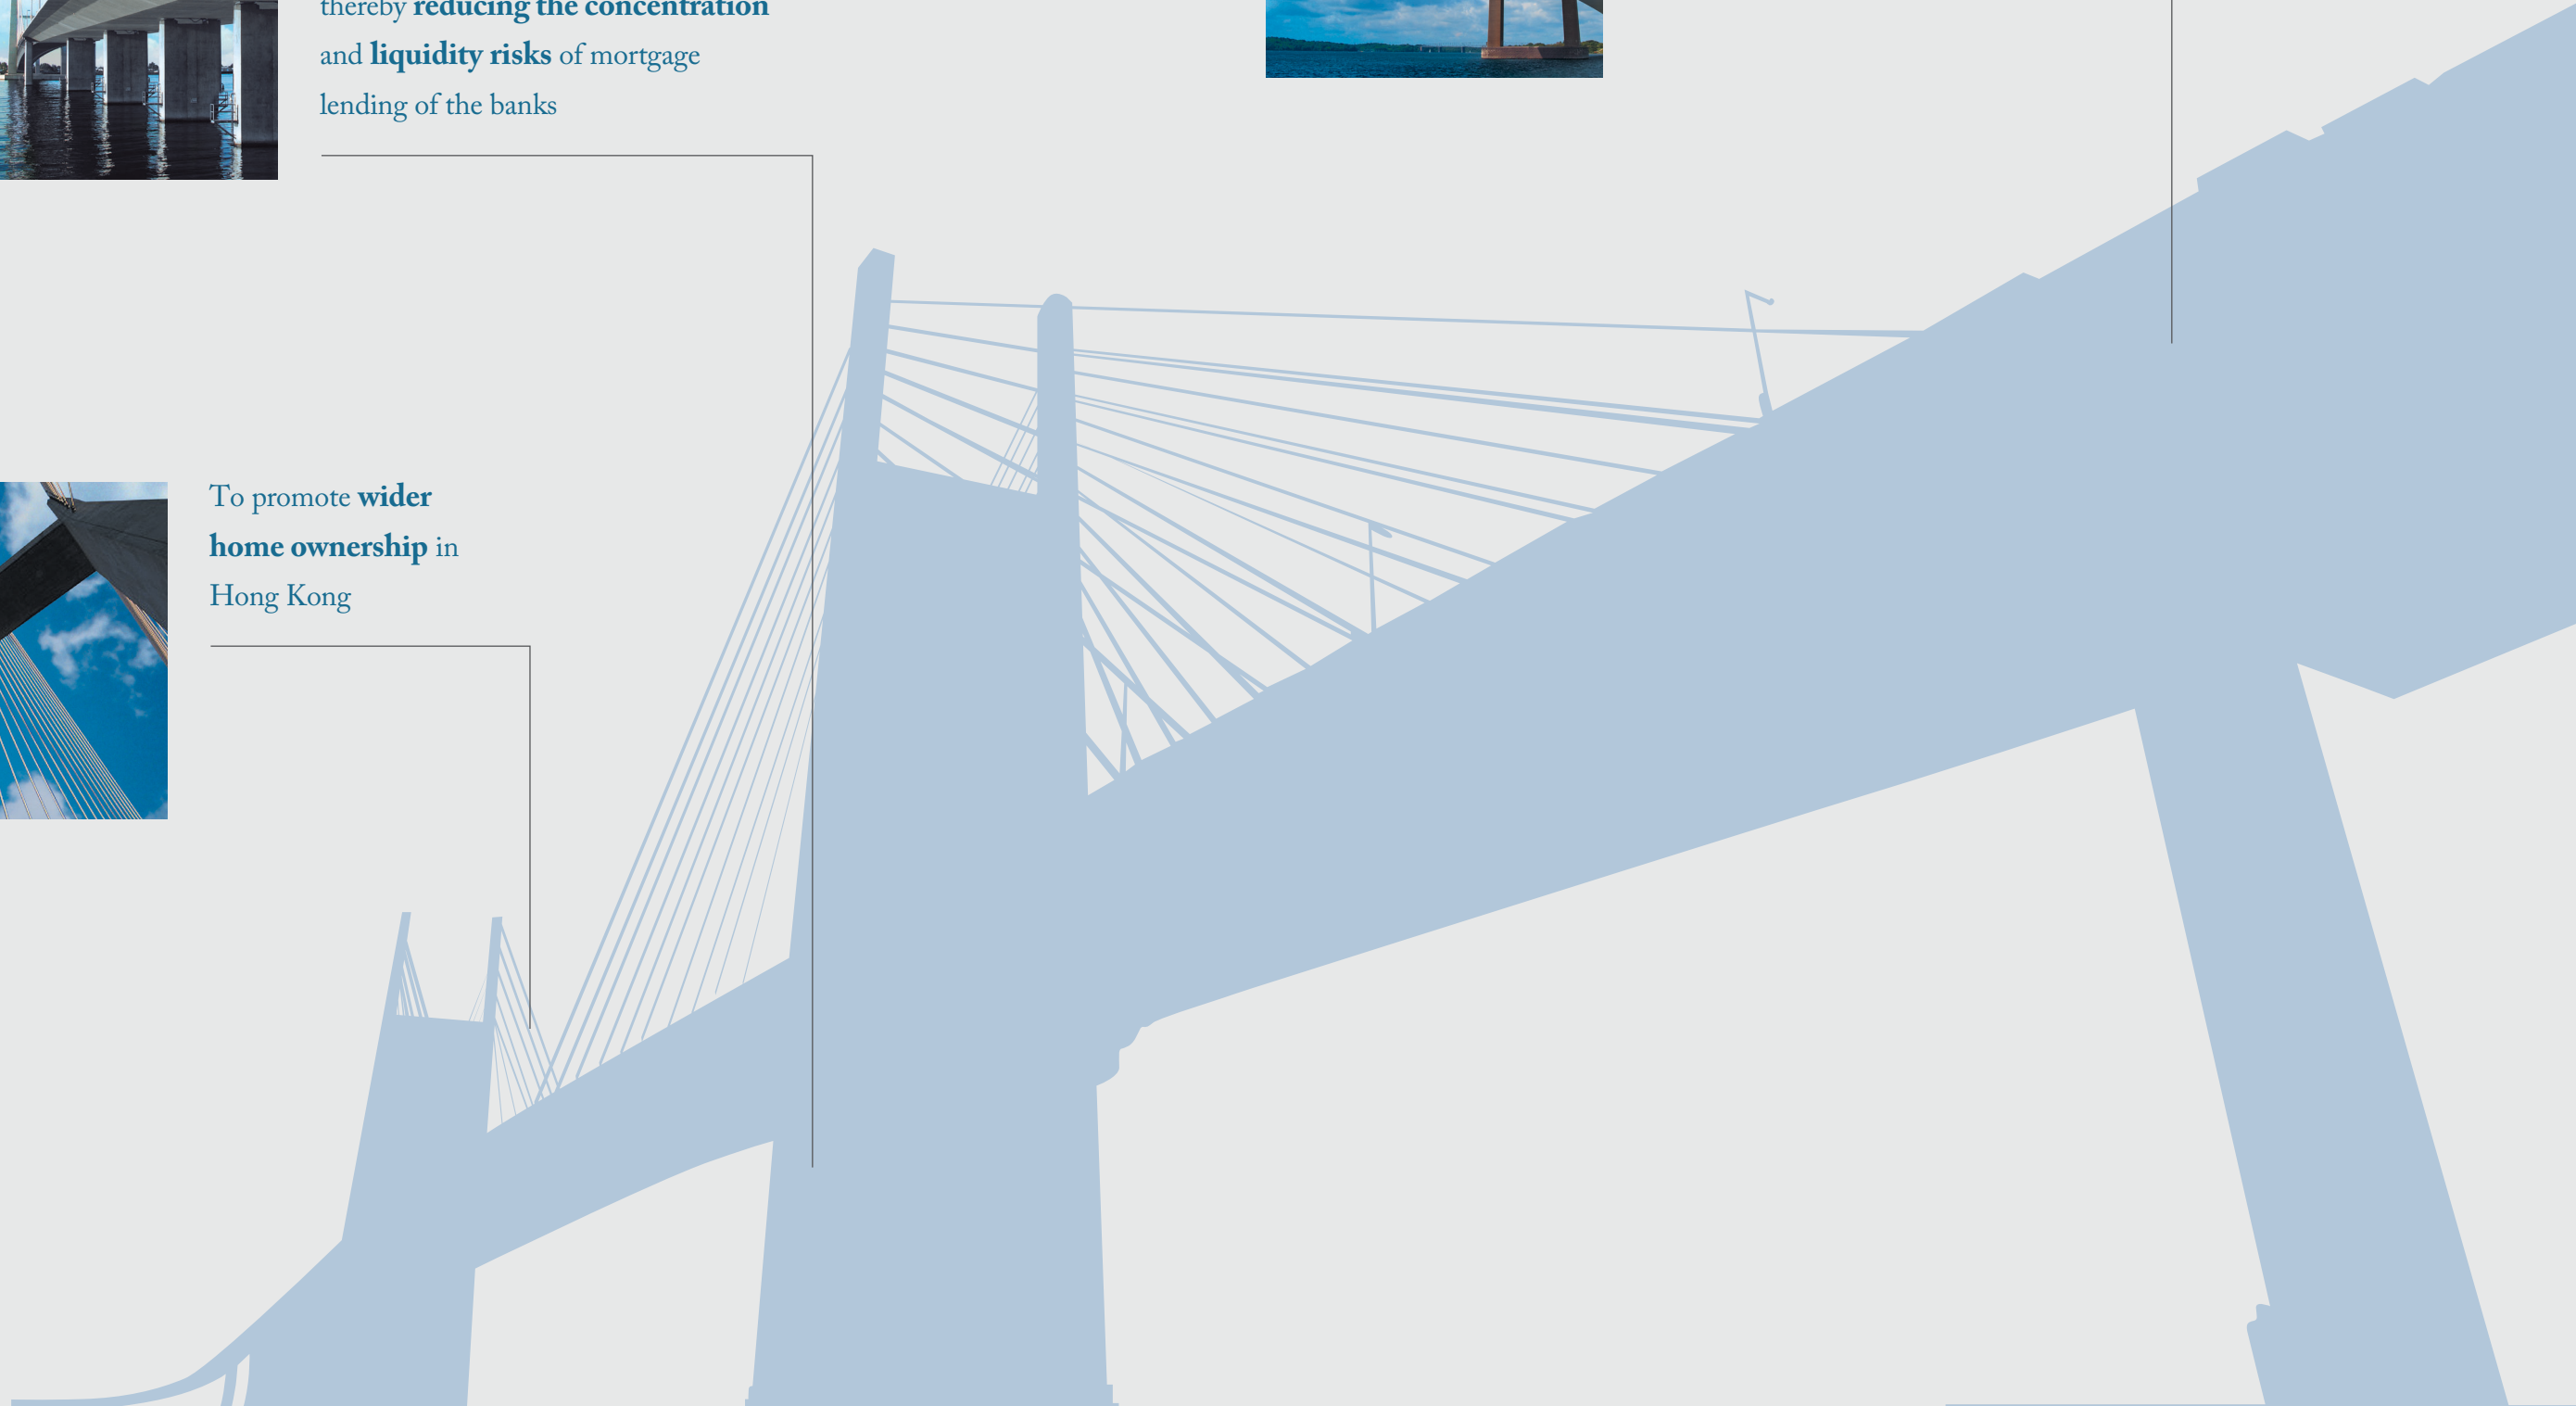 thereby reducing the concentration
and liquidity risks of mortgage
lending of the banks
To promote wider
home ownership in
Hong Kong